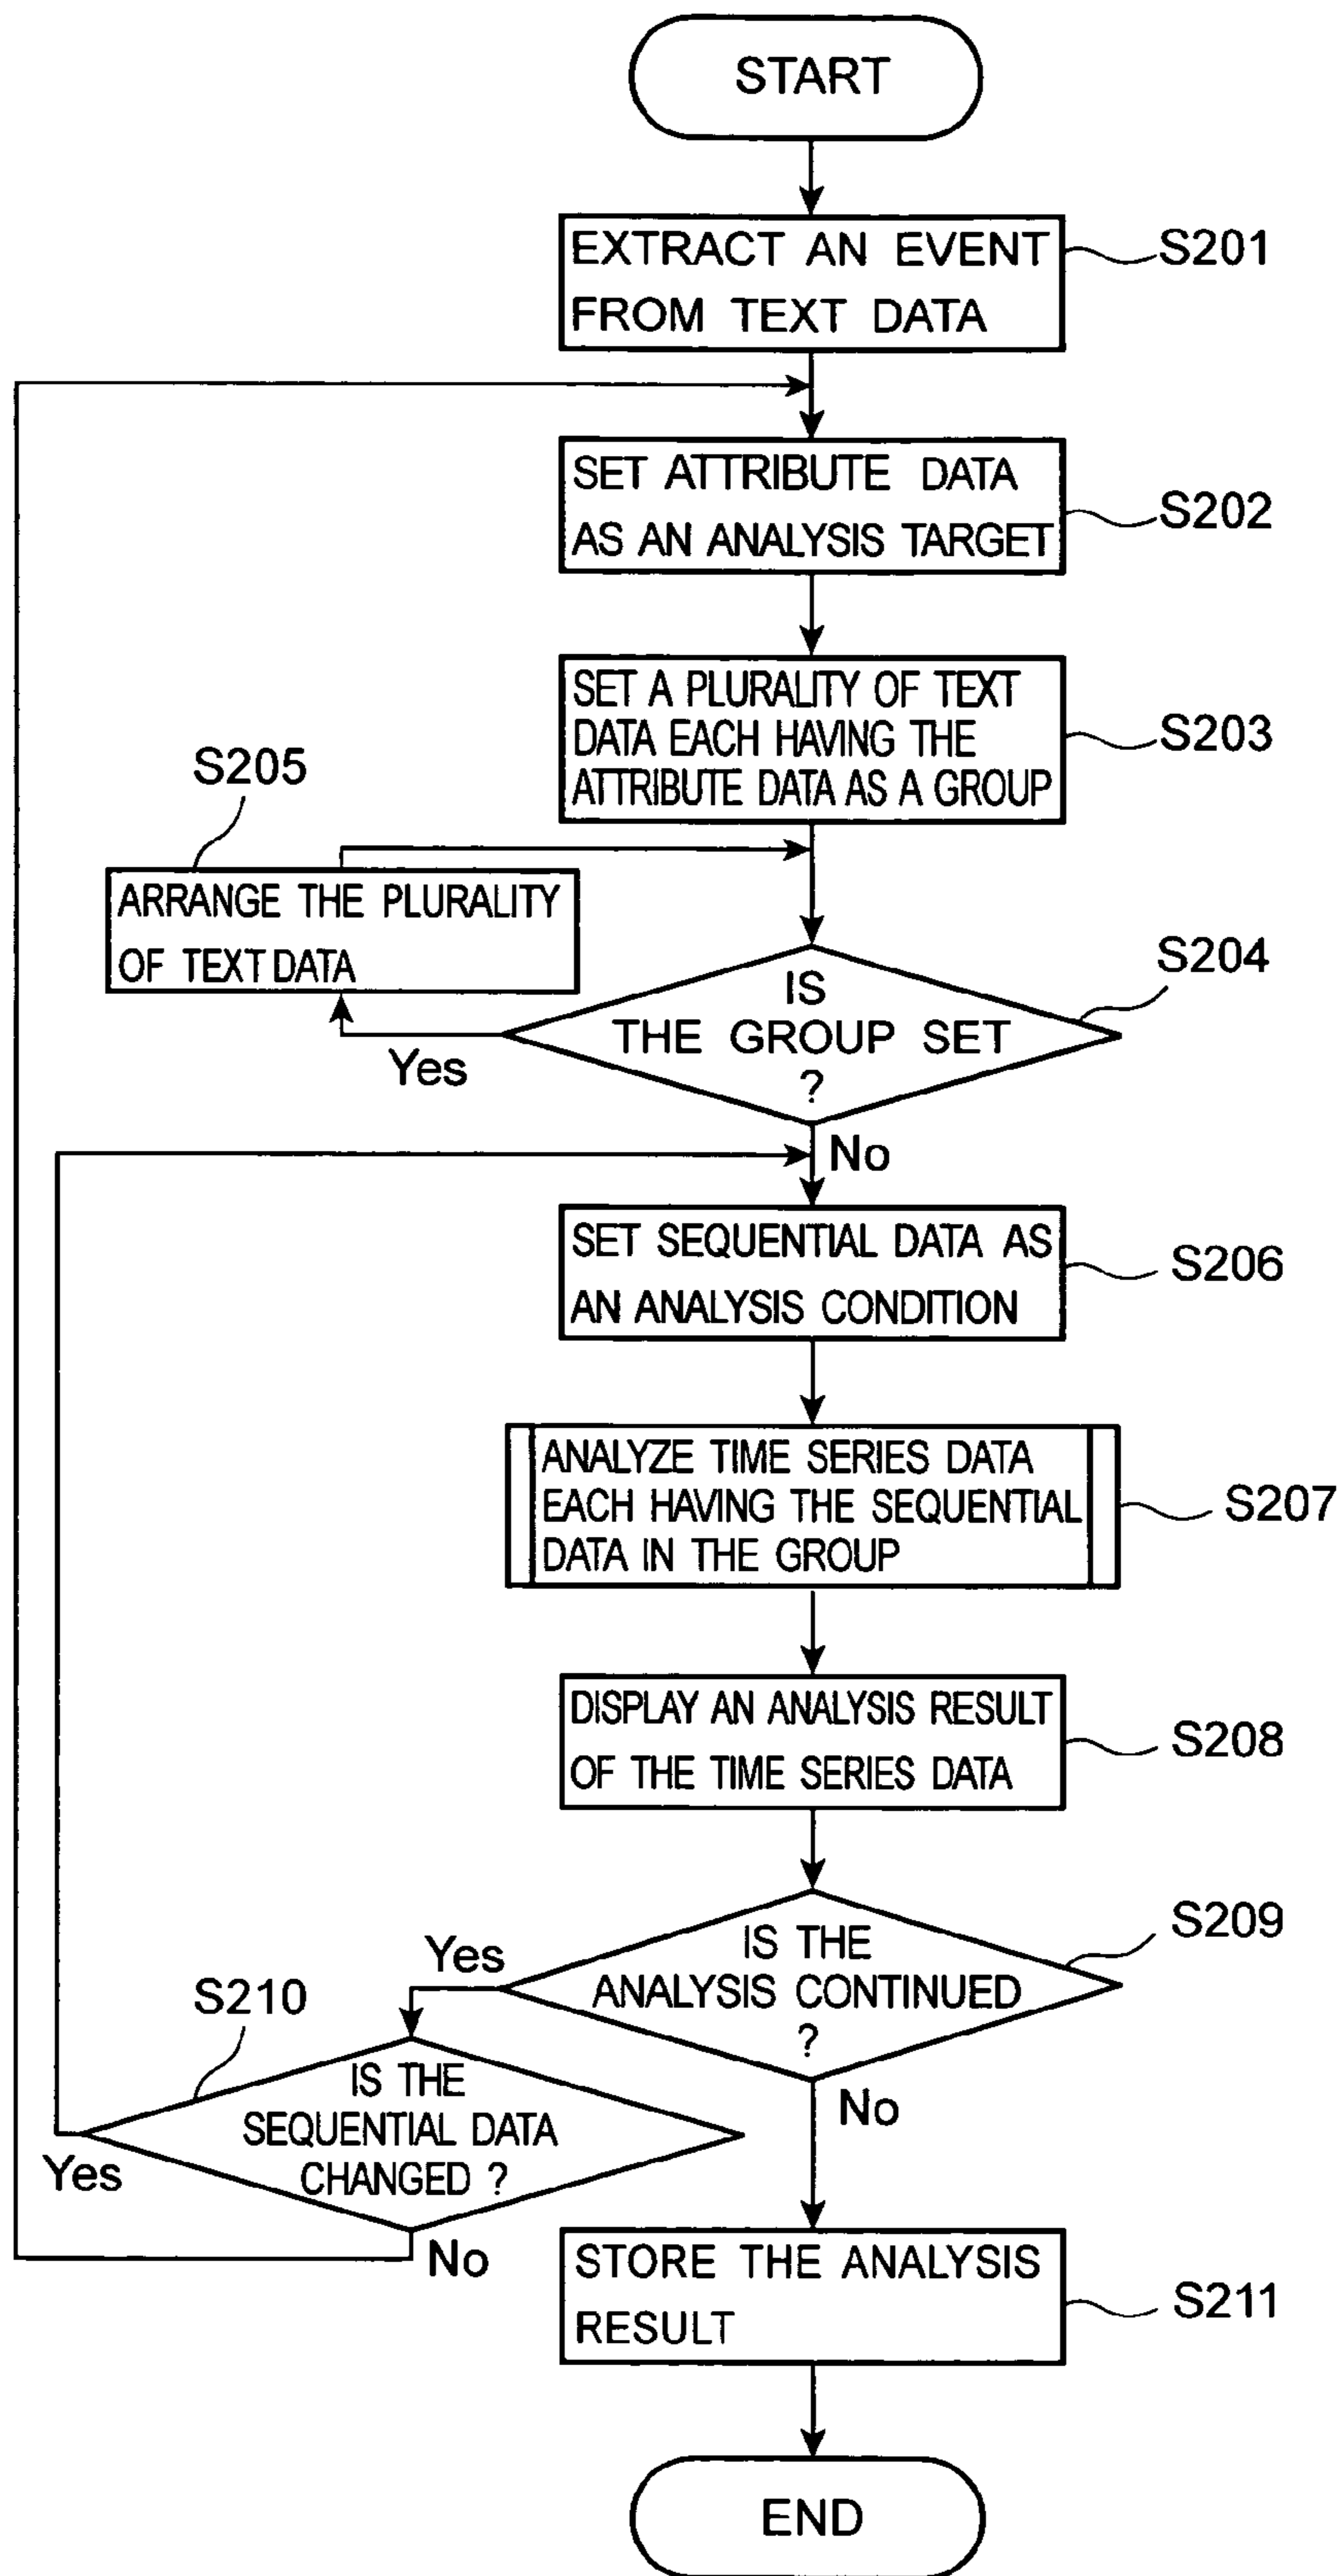 START
EXTRACT AN EVENT
FROM TEXT DATA
S201
SET ATTRIBUTE DATA
AS AN ANALYSIS TARGET
S202
SET A PLURALITY OF TEXT
DATA EACH HAVING THE
ATTRIBUTE DATA AS A GROUP
S203
S205
ARRANGE THE PLURALITY
OF TEXT DATA
S204
IS
THE GROUP SET
?
Yes
No
SET SEQUENTIAL DATA AS
AN ANALYSIS CONDITION
S206
ANALYZE TIME SERIES DATA
EACH HAVING THE SEQUENTIAL
DATA IN THE GROUP
S207
DISPLAY AN ANALYSIS RESULT
OF THE TIME SERIES DATA
S208
S209
IS THE
ANALYSIS CONTINUED
?
Yes
No
S210
IS THE
SEQUENTIAL DATA
CHANGED ?
Yes
No
STORE THE ANALYSIS
RESULT
S211
END